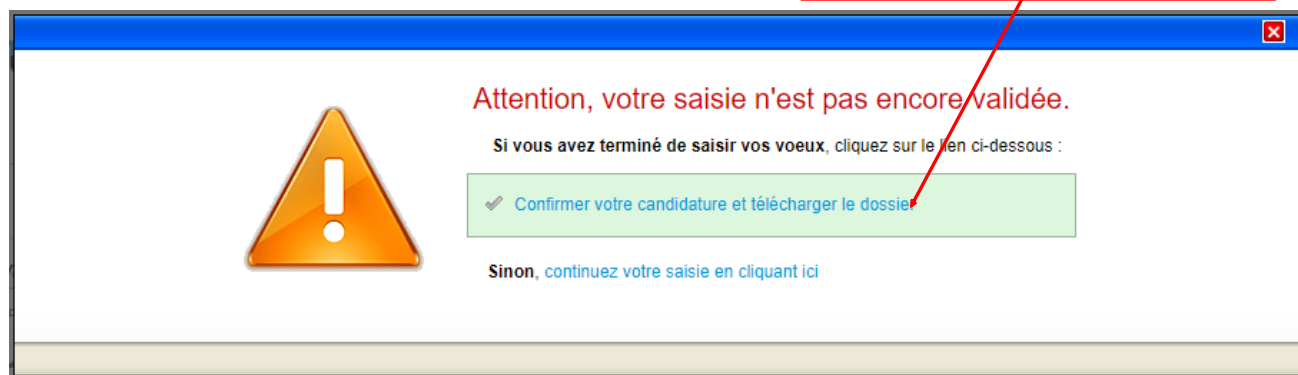 Attention, votre saisie n'est pas encore validée.
Si vous avez terminé de saisir vos voeux, cliquez sur le lien ci-dessous :
Confirmer votre candidature et télécharger le dossier
Sinon, continuez votre saisie en cliquant ici